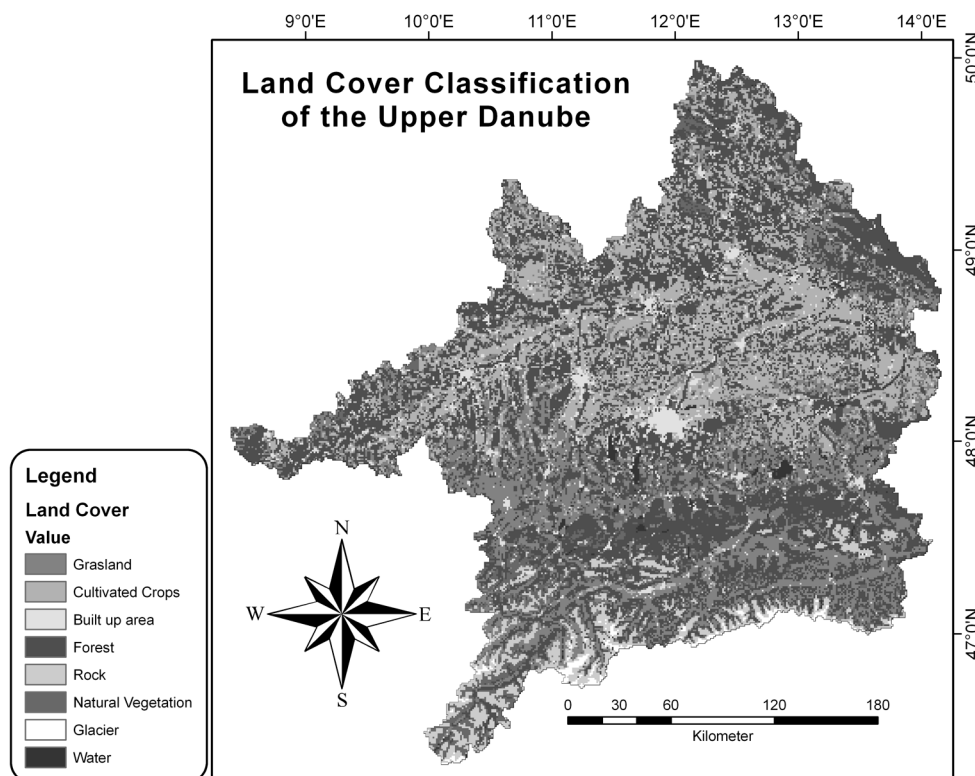 9°0'E 10°0'E 11°0'E 12°0'E 13°0'E 14°0'E
Land Cover Classification
of the Upper Danube
50°0'N
49°0'N
48°0'N
47°0'N
Legend
Land Cover
Value
Grasland
Cultivated Crops
Built up area
Forest
Rock
Natural Vegetation
Glacier
Water
N
W E
S
0 30 60 120 180
Kilometer